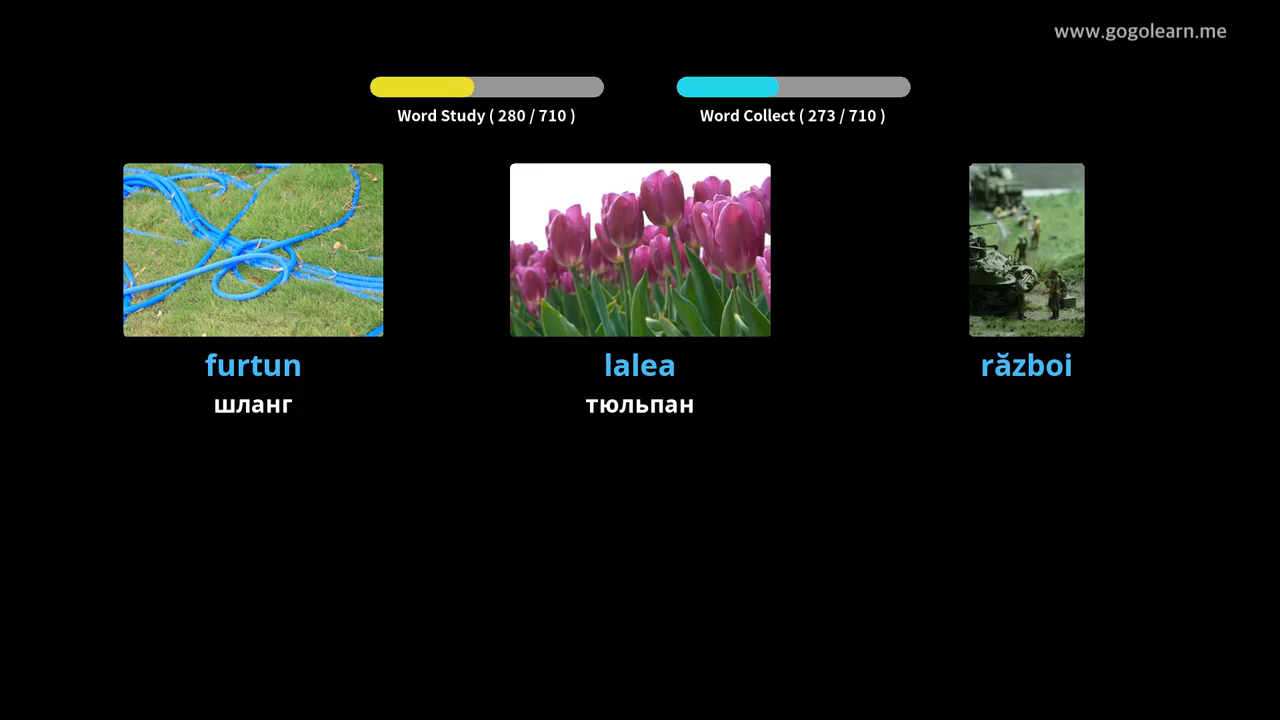 www.gogolearn.me
Word Study ( 280 / 710 )
Word Collect ( 273 / 710 )
furtun
lalea
război
шланг
тюльпан